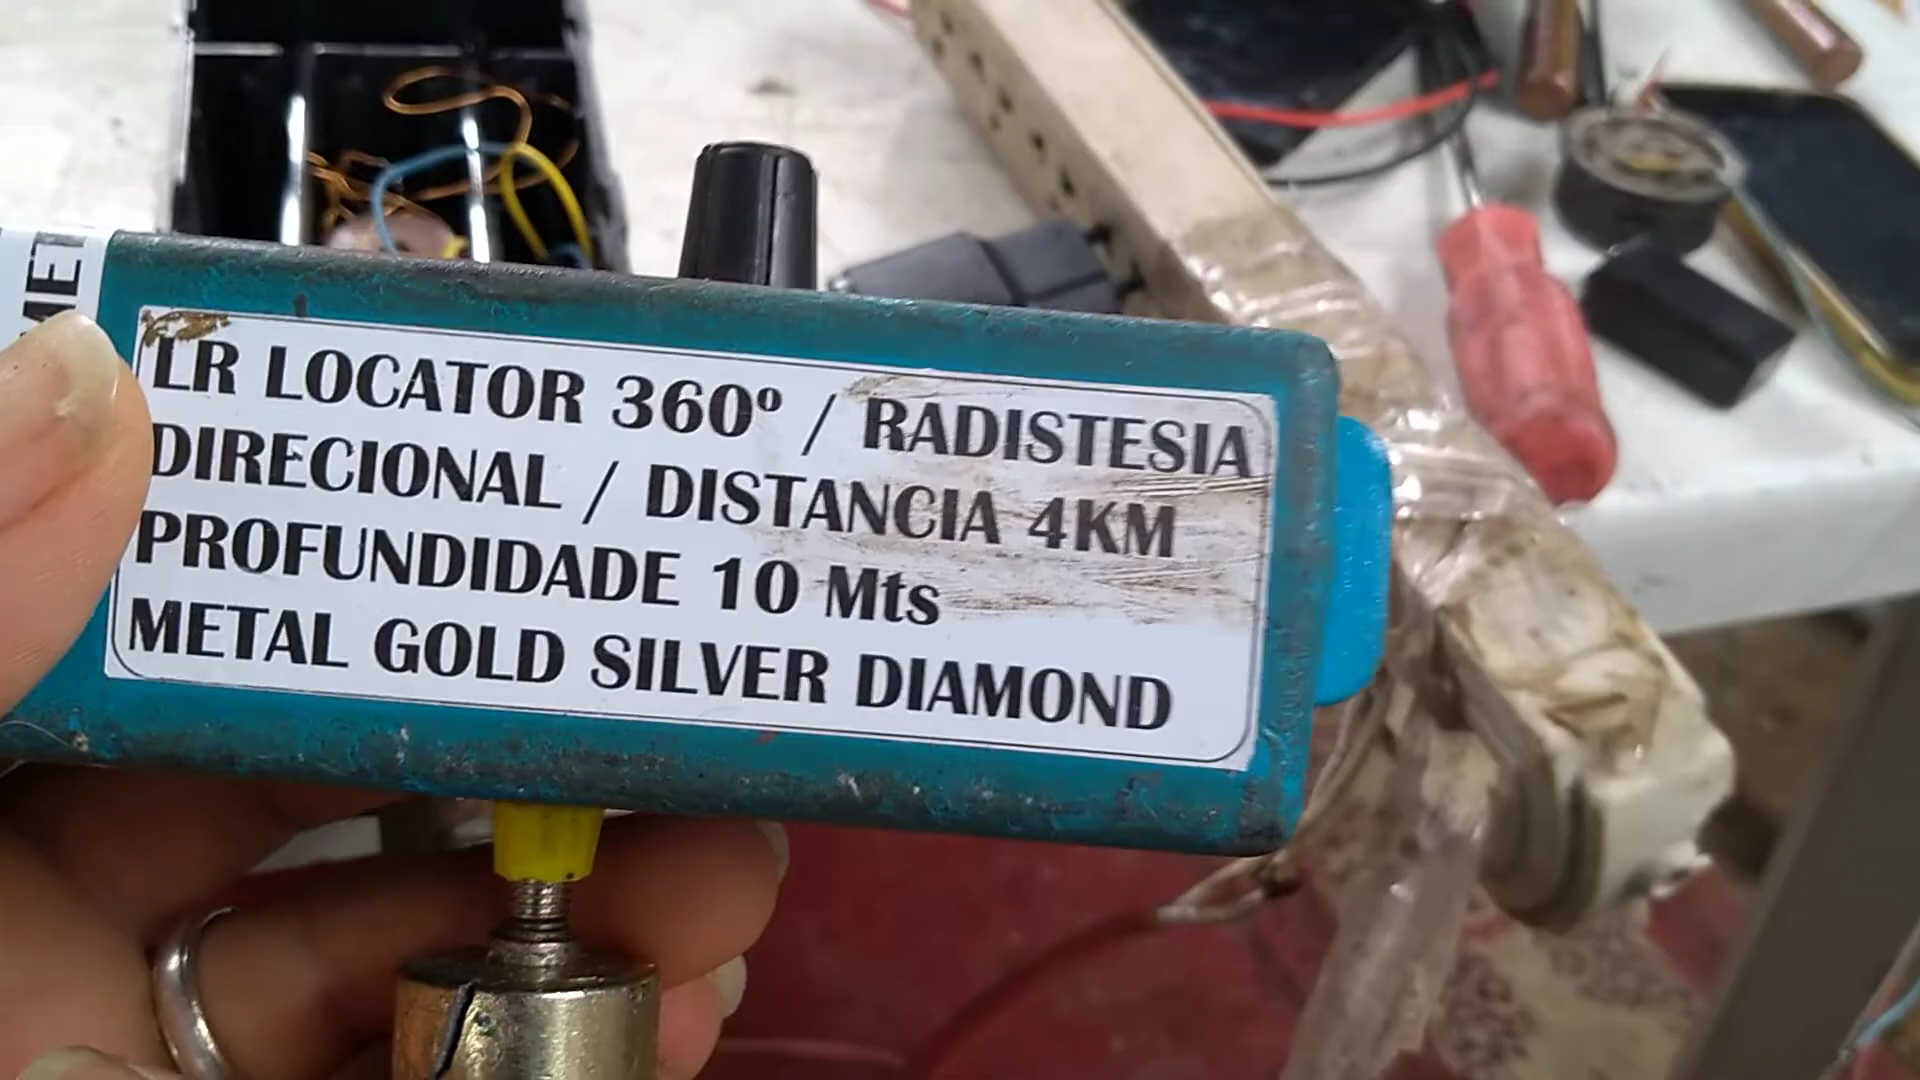 LR LOCATOR 360º / RADISTESIA
DIRECIONAL / DISTANCIA 4KM
PROFUNDIDADE 10 Mts
METAL GOLD SILVER DIAMOND